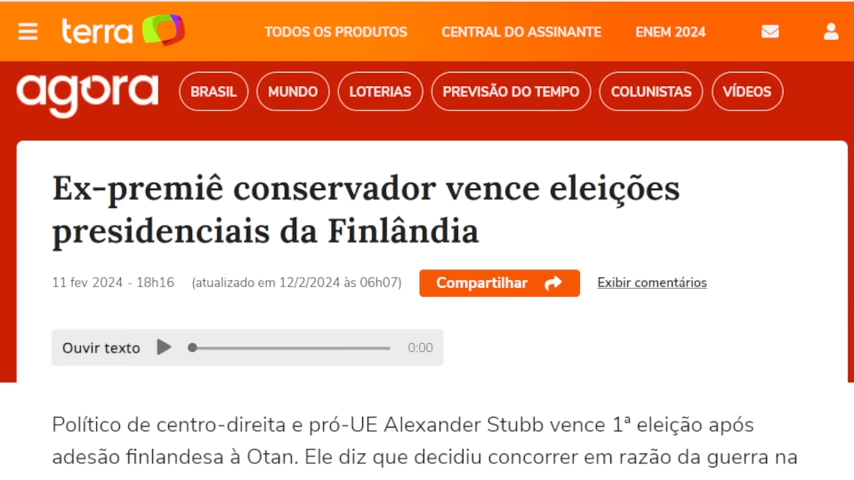 terra TODOS OS PRODUTOS CENTRAL DO ASSINANTE ENEM 2024
agora BRASIL MUNDO LOTERIAS PREVISÃO DO TEMPO COLUNISTAS VÍDEOS
Ex-premiê conservador vence eleições
presidenciais da Finlândia
11 fev 2024 - 18h16 (atualizado em 12/2/2024 às 06h07) Compartilhar Exibir comentários
Ouvir texto 0:00
Político de centro-direita e pró-UE Alexander Stubb vence 1ª eleição após
adesão finlandesa à Otan. Ele diz que decidiu concorrer em razão da guerra na